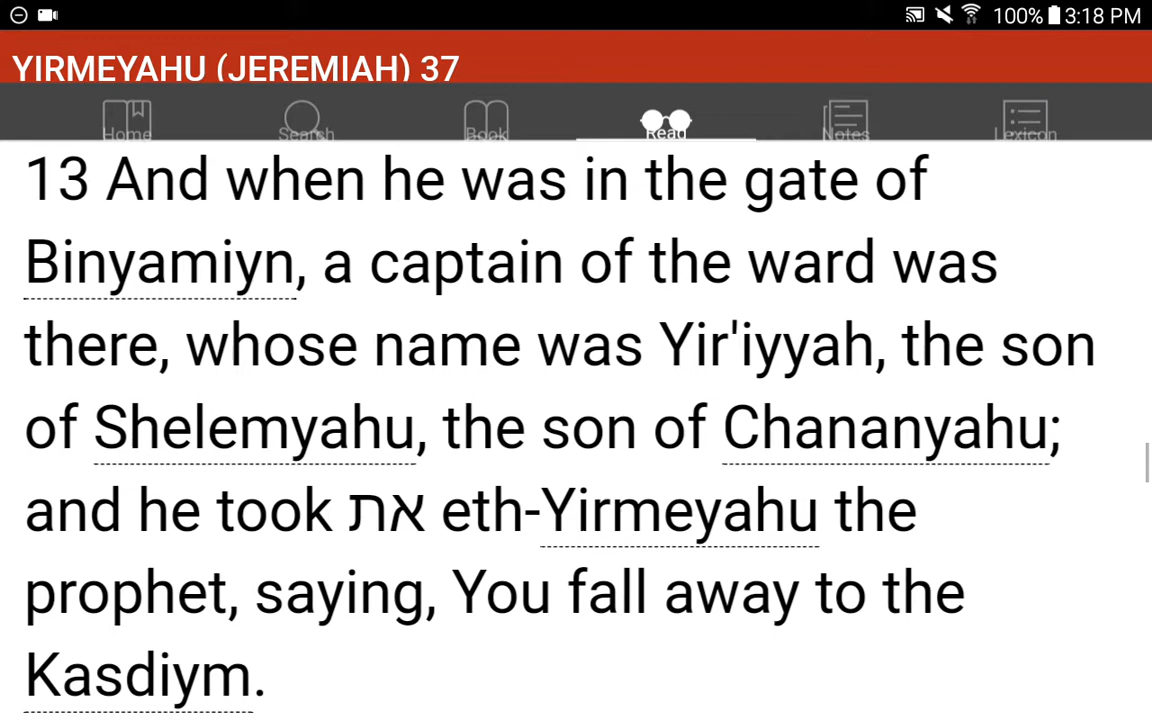 100% 3:18 PM
YIRMEYAHU (JEREMIAH) 37
Home Search Book Read Notes Lexicon
13 And when he was in the gate of
Binyamiyn, a captain of the ward was
there, whose name was Yir'iyyah, the son
of Shelemyahu, the son of Chananyahu;
and he took את eth-Yirmeyahu the
prophet, saying, You fall away to the
Kasdiym.